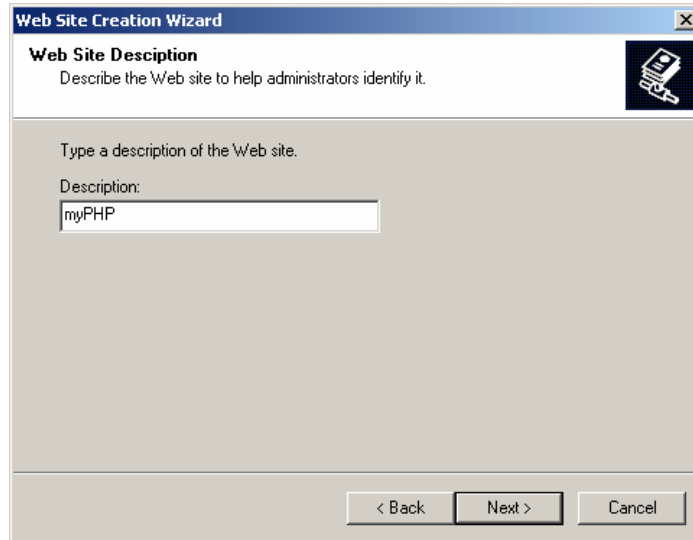 Web Site Creation Wizard
Web Site Desciption
Describe the Web site to help administrators identify it.
Type a description of the Web site.
Description:
myPHP
< Back Next > Cancel